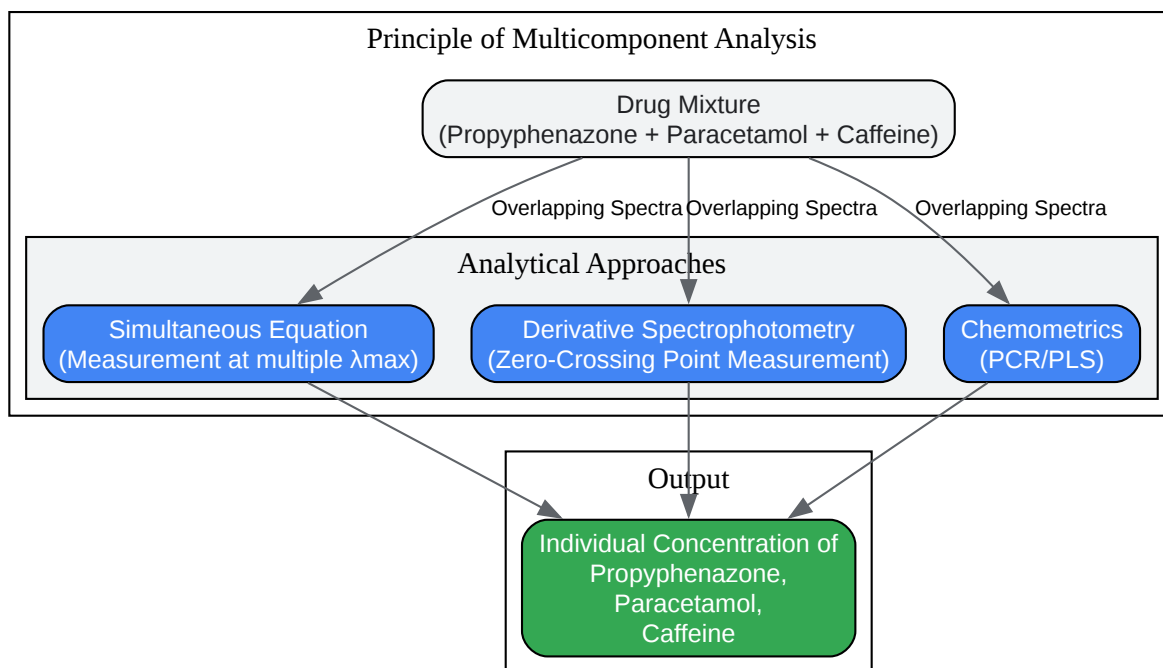 Principle of Multicomponent Analysis
Drug Mixture
(Propyphenazone + Paracetamol + Caffeine)
Overlapping Spectra
Overlapping Spectra
Overlapping Spectra
Analytical Approaches
Simultaneous Equation
(Measurement at multiple λmax)
Derivative Spectrophotometry
(Zero-Crossing Point Measurement)
Chemometrics
(PCR/PLS)
Output
Individual Concentration of
Propyphenazone,
Paracetamol,
Caffeine